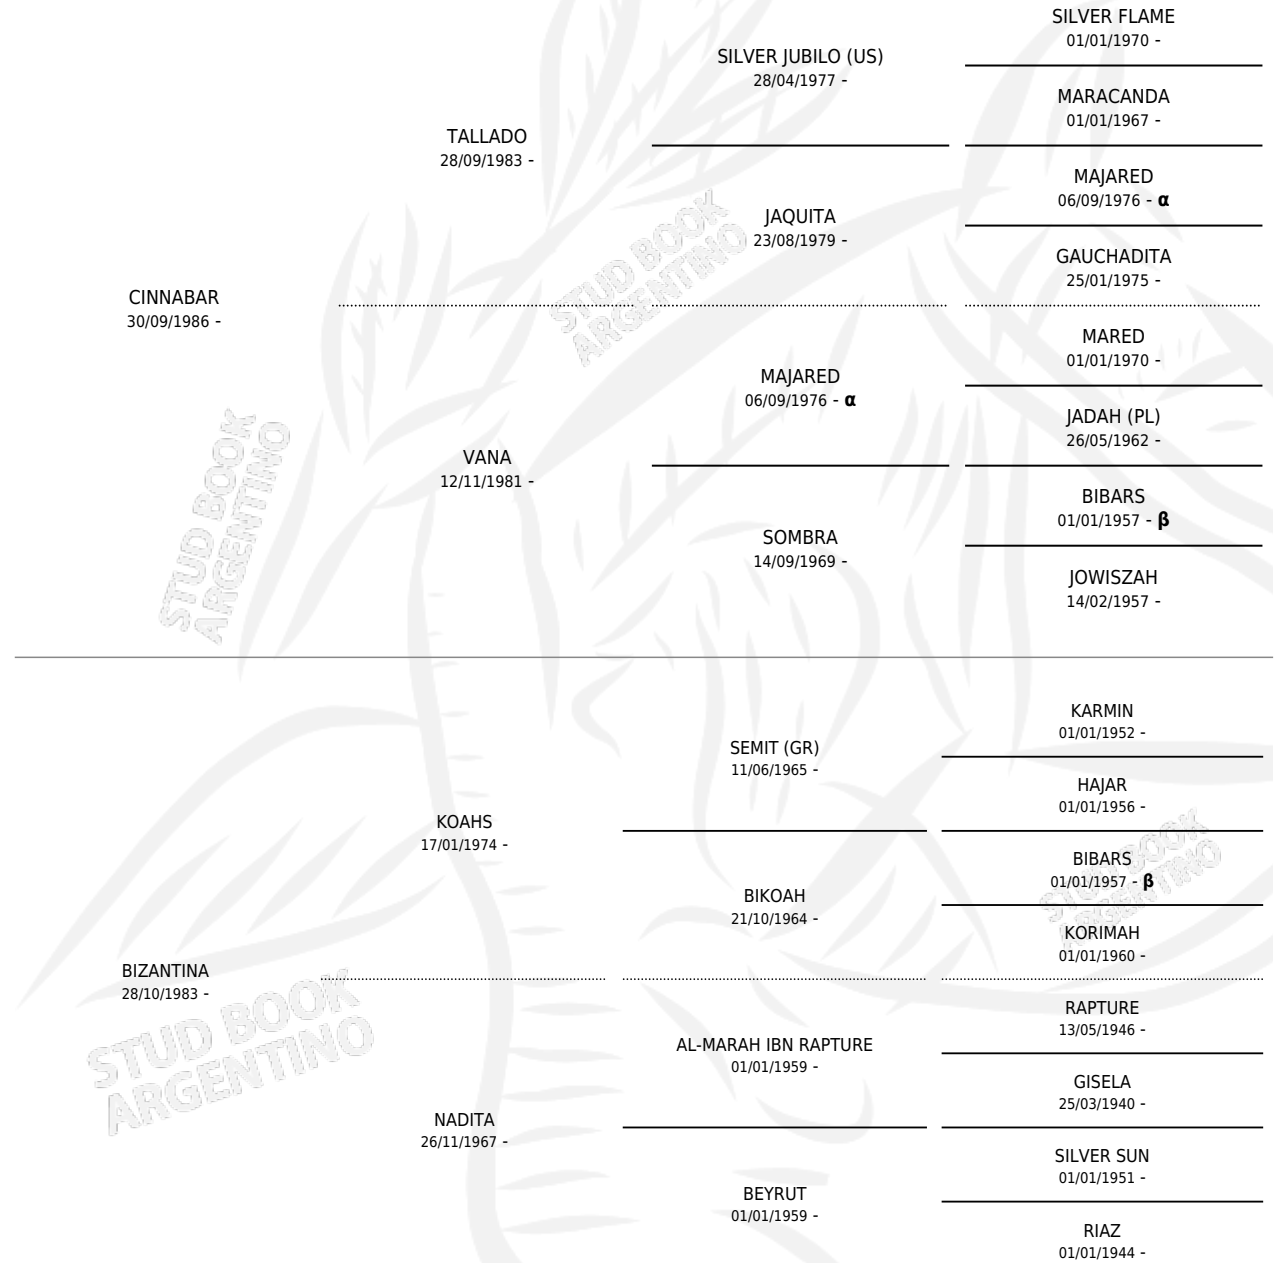 SILVER FLAME
01/01/1970 -
SILVER JUBILO (US)
28/04/1977 -
MARACANDA
01/01/1967 -
TALLADO
28/09/1983 -
MAJARED
06/09/1976 - α
JAQUITA
23/08/1979 -
GAUCHADITA
25/01/1975 -
CINNABAR
30/09/1986 -
MARED
01/01/1970 -
MAJARED
06/09/1976 - α
JADAH (PL)
26/05/1962 -
VANA
12/11/1981 -
BIBARS
01/01/1957 - β
SOMBRA
14/09/1969 -
JOWISZAH
14/02/1957 -
KARMIN
01/01/1952 -
SEMIT (GR)
11/06/1965 -
HAJAR
01/01/1956 -
KOAHS
17/01/1974 -
BIBARS
01/01/1957 - β
BIKOAH
21/10/1964 -
KORIMAH
01/01/1960 -
BIZANTINA
28/10/1983 -
RAPTURE
13/05/1946 -
AL-MARAH IBN RAPTURE
01/01/1959 -
GISELA
25/03/1940 -
NADITA
26/11/1967 -
SILVER SUN
01/01/1951 -
BEYRUT
01/01/1959 -
RIAZ
01/01/1944 -
STUD BOOK
ARGENTINO
STUD BOOK
ARGENTINO
STUD BOOK
ARGENTINO
STUD BOOK
ARGENTINO